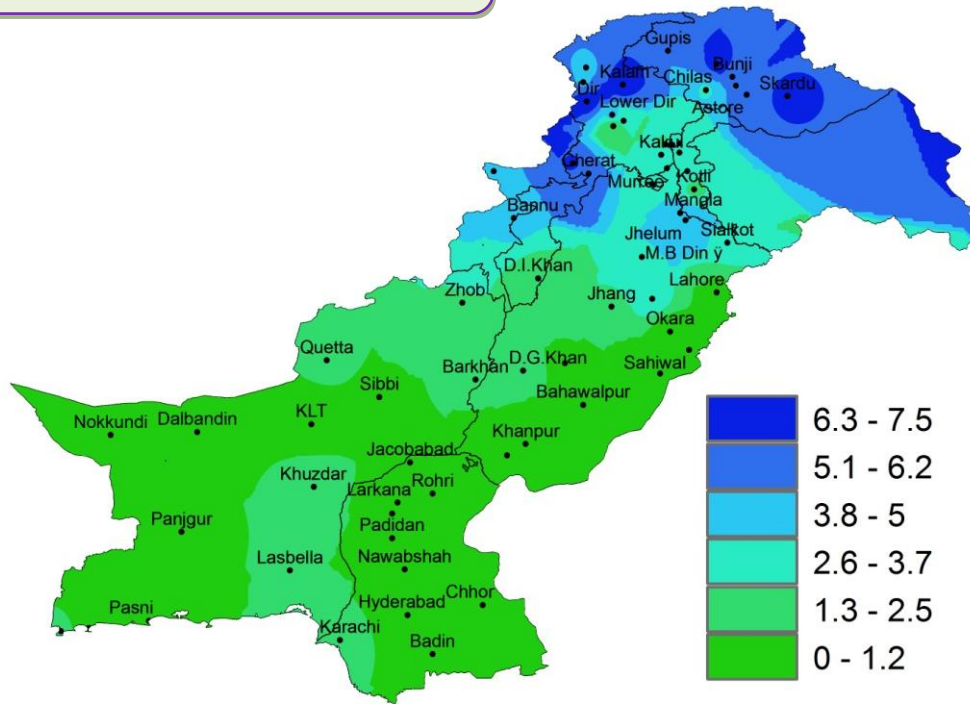 Gupis
Kalam
Chilas
Bunji
Skardu
Dir
Lower Dir
Astore
Cherat
Murree
Kotli
Mangla
Bannu
Jhelum
Sialkot
M.B Din ÿ
D.I.Khan
Lahore
Zhob
Jhang
Okara
Quetta
Barkhan
D.G.Khan
Sahiwal
Sibbi
Bahawalpur
Nokkundi
Dalbandin
KLT
Khanpur
Jacobabad
Khuzdar
Rohri
Larkana
Panjgur
Padidan
Lasbella
Nawabshah
Chhor
Pasni
Hyderabad
Karachi
Badin
6.3 - 7.5
5.1 - 6.2
3.8 - 5
2.6 - 3.7
1.3 - 2.5
0 - 1.2